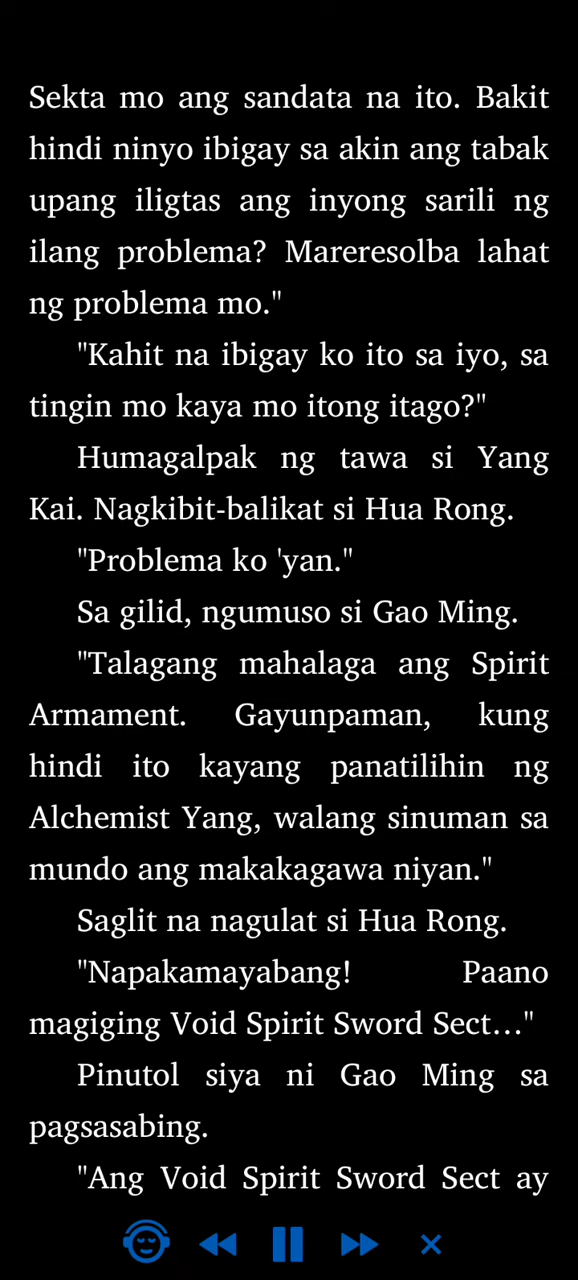 Sekta mo ang sandata na ito. Bakit
hindi ninyo ibigay sa akin ang tabak
upang iligtas ang inyong sarili ng
ilang problema? Mareresolba lahat
ng problema mo."
"Kahit na ibigay ko ito sa iyo, sa
tingin mo kaya mo itong itago?"
Humagalpak ng tawa si Yang
Kai. Nagkibit-balikat si Hua Rong.
"Problema ko 'yan."
Sa gilid, ngumuso si Gao Ming.
"Talagang mahalaga ang Spirit
Armament. Gayunpaman, kung
hindi ito kayang panatilihin ng
Alchemist Yang, walang sinuman sa
mundo ang makakagawa niyan."
Saglit na nagulat si Hua Rong.
"Napakamayabang! Paano
magiging Void Spirit Sword Sect…"
Pinutol siya ni Gao Ming sa
pagsasabing.
"Ang Void Spirit Sword Sect ay